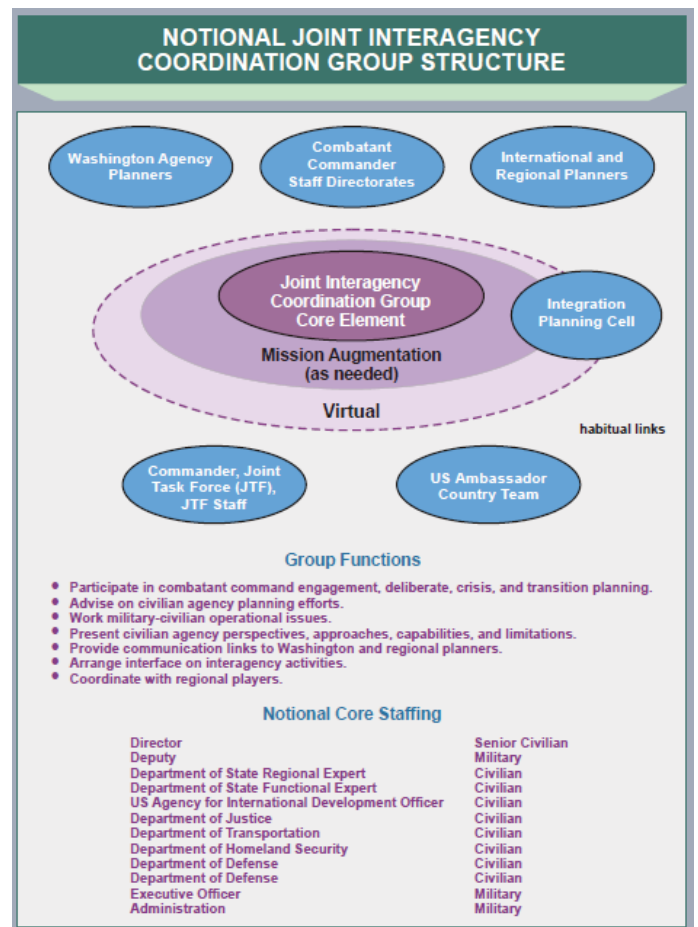 NOTIONAL JOINT INTERAGENCY
COORDINATION GROUP STRUCTURE
Washington Agency
Planners
Combatant
Commander
Staff Directorates
International and
Regional Planners
Joint Interagency
Coordination Group
Core Element
Integration
Planning Cell
Mission Augmentation
(as needed)
Virtual
habitual links
Commander, Joint
Task Force (JTF),
JTF Staff
US Ambassador
Country Team
Group Functions
• Participate in combatant command engagement, deliberate, crisis, and transition planning.
• Advise on civilian agency planning efforts.
• Work military-civilian operational issues.
• Present civilian agency perspectives, approaches, capabilities, and limitations.
• Provide communication links to Washington and regional planners.
• Arrange interface on interagency activities.
• Coordinate with regional players.
Notional Core Staffing
Director Senior Civilian
Deputy Military
Department of State Regional Expert Civilian
Department of State Functional Expert Civilian
US Agency for International Development Officer Civilian
Department of Justice Civilian
Department of Transportation Civilian
Department of Homeland Security Civilian
Department of Defense Civilian
Department of Defense Civilian
Executive Officer Military
Administration Military